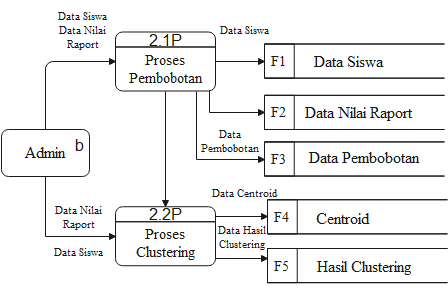 Data Siswa
Data Nilai
Raport
2.1P
Proses
Pembobotan
Data Siswa
F1
Data Siswa
F2
Data Nilai Raport
Data
Pembobotan
F3
Data Pembobotan
Admin
b
Data Nilai
Raport
Data Siswa
2.2P
Proses
Clustering
Data Centroid
F4
Centroid
Data Hasil
Clustering
F5
Hasil Clustering